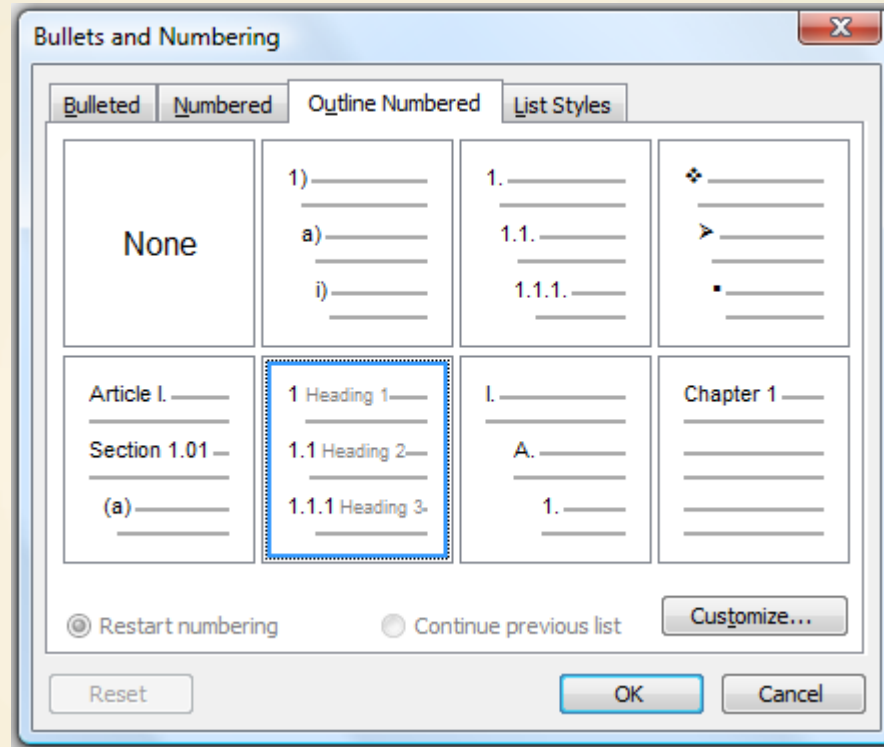 Bullets and Numbering
Bulleted Numbered Outline Numbered List Styles
None
1)
a)
i)
1.
1.1.
1.1.1.
Article I.
Section 1.01
(a)
1 Heading 1
1.1 Heading 2
1.1.1 Heading 3
I.
A.
1.
Chapter 1
Restart numbering Continue previous list Customize...
Reset OK Cancel